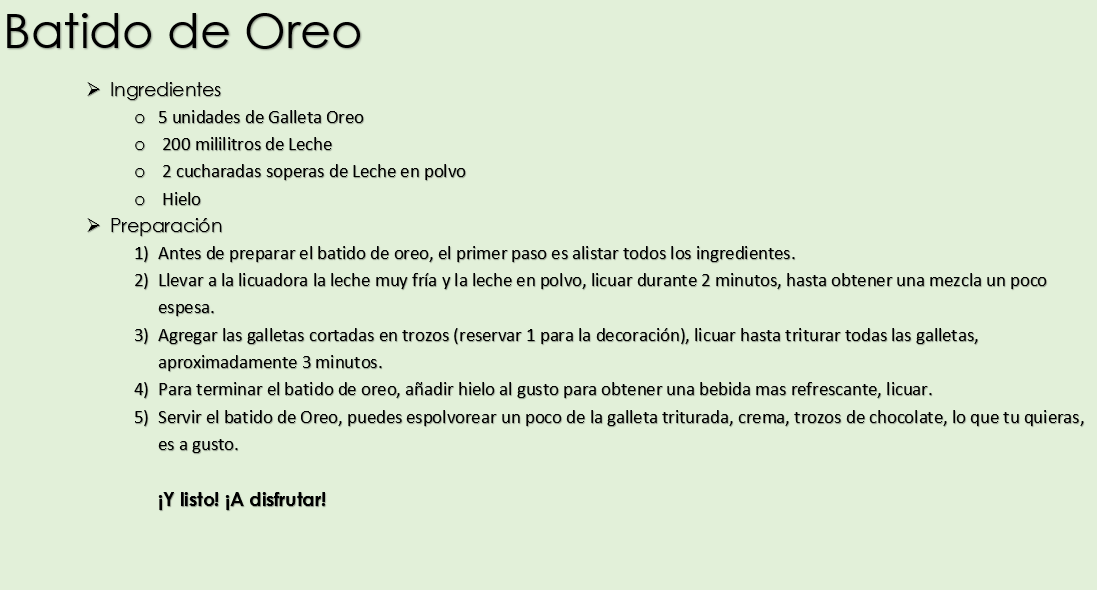 Batido de Oreo
➢ Ingredientes
o 5 unidades de Galleta Oreo
o 200 mililitros de Leche
o 2 cucharadas soperas de Leche en polvo
o Hielo
➢ Preparación
1) Antes de preparar el batido de oreo, el primer paso es alistar todos los ingredientes.
2) Llevar a la licuadora la leche muy fría y la leche en polvo, licuar durante 2 minutos, hasta obtener una mezcla un poco
espesa.
3) Agregar las galletas cortadas en trozos (reservar 1 para la decoración), licuar hasta triturar todas las galletas,
aproximadamente 3 minutos.
4) Para terminar el batido de oreo, añadir hielo al gusto para obtener una bebida mas refrescante, licuar.
5) Servir el batido de Oreo, puedes espolvorear un poco de la galleta triturada, crema, trozos de chocolate, lo que tu quieras,
es a gusto.
¡Y listo! ¡A disfrutar!